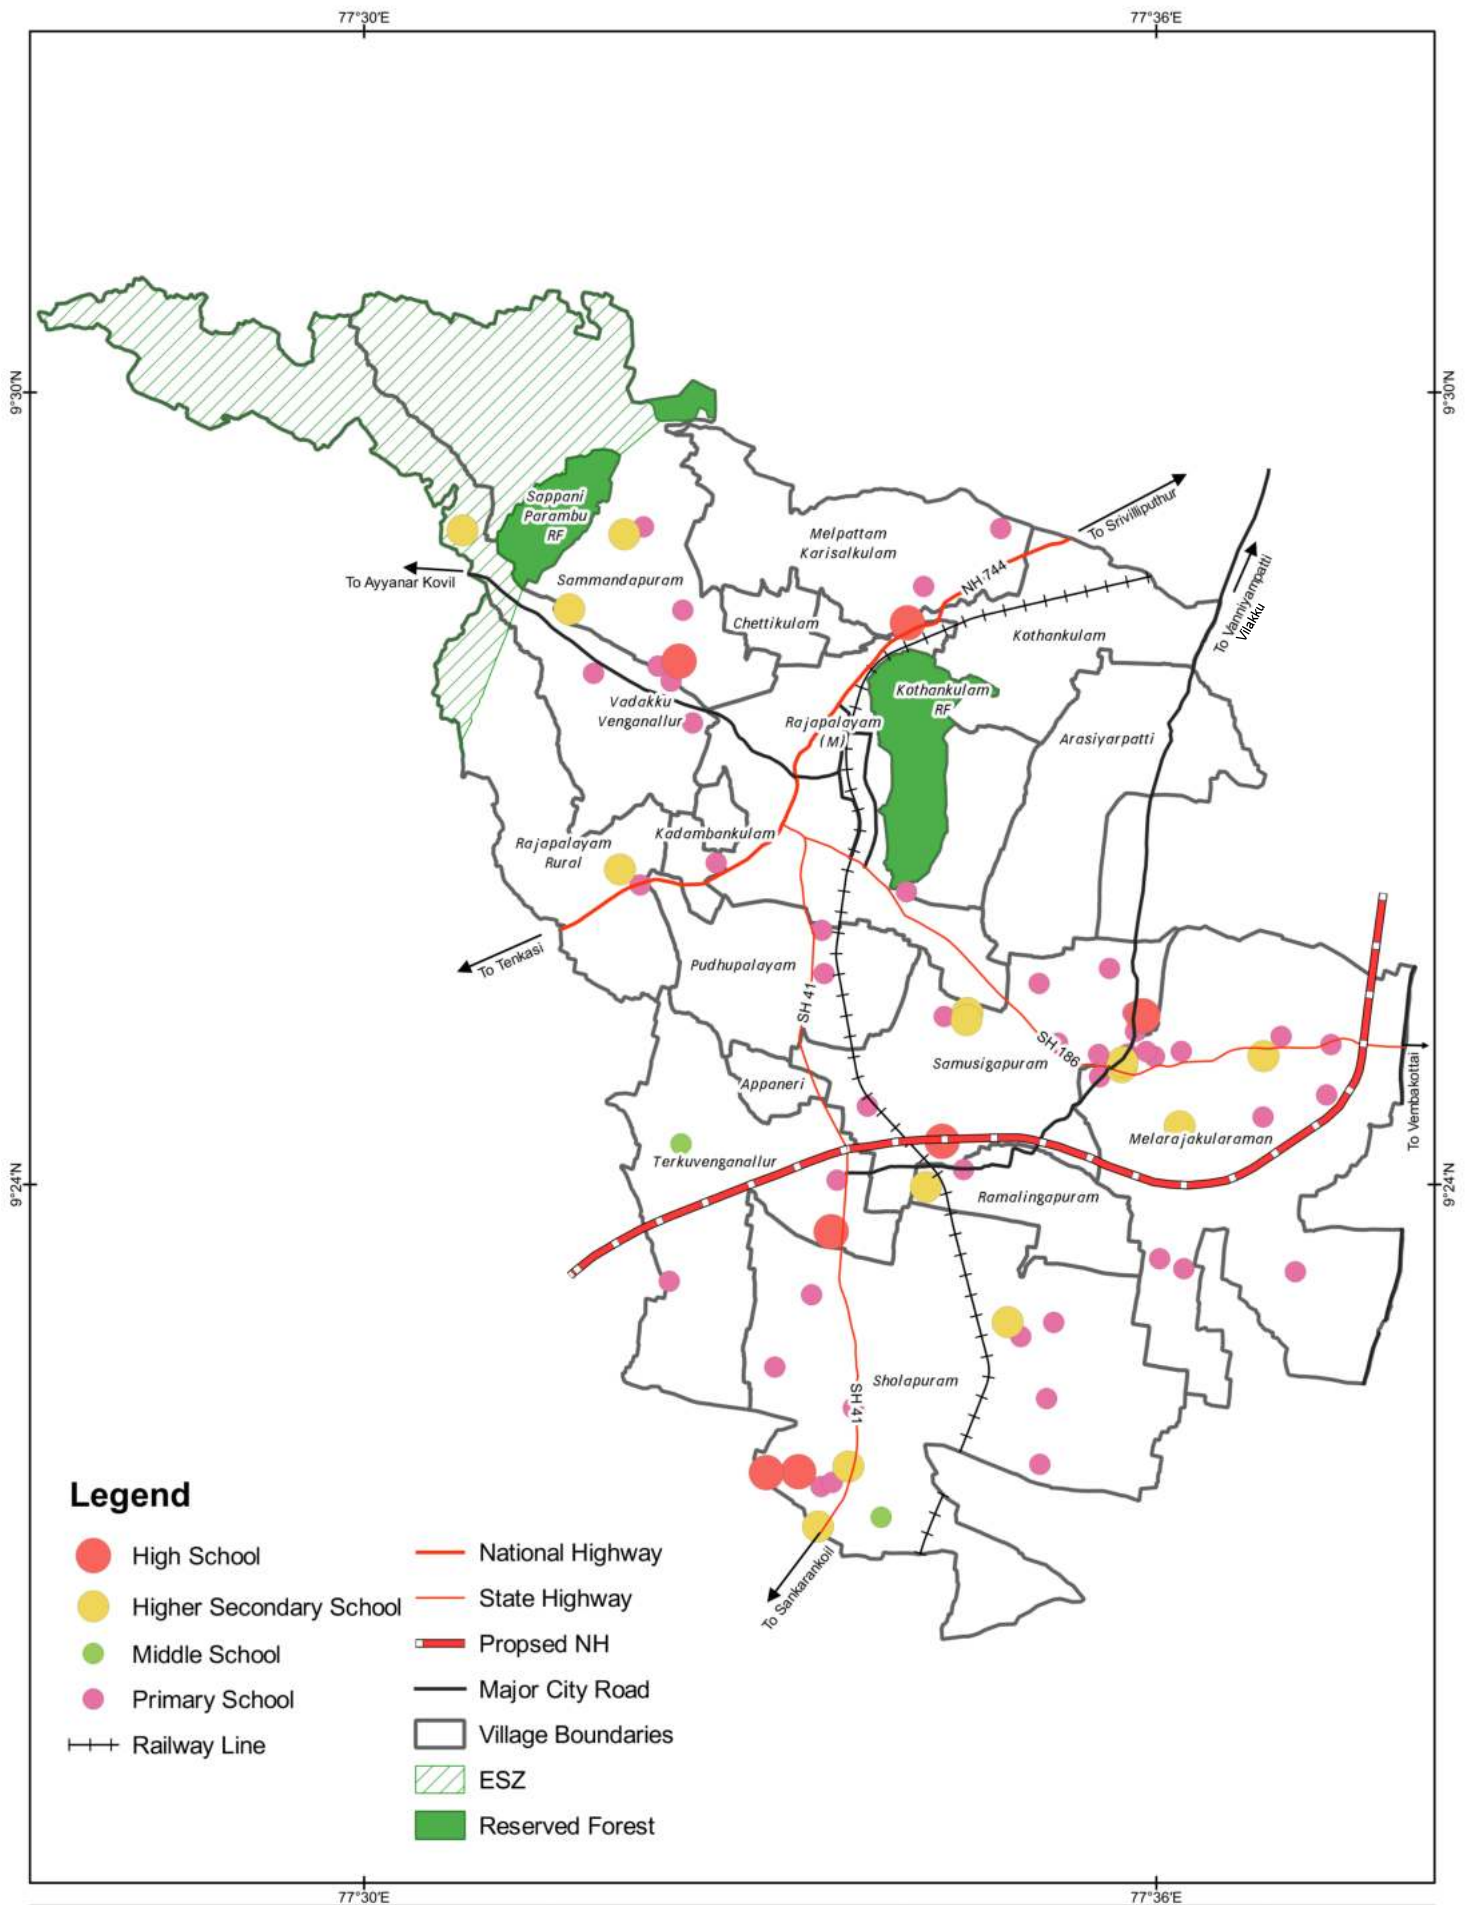 77°30'E
77°36'E
9°30'N
9°30'N
Sappani
Parambu
RF
Melpattam
Karisalkulam
To Srivilliputhur
NH 744
To Ayyanar Kovil
Sammandapuram
Chettikulam
Kothankulam
To Vanniyampatti
Vilakku
Kothankulam
RF
Vadakku
Venganallur
Rajapalayam
(M)
Arasiyarpatti
Rajapalayam
Rural
Kadambankulam
To Tenkasi
Pudhupalayam
SH 41
SH 186
Samusigapuram
Appaneri
To Vembakottai
Melarajakularaman
Terkuvenganallur
Ramalingapuram
9°24'N
9°24'N
Sholapuram
SH 41
To Sankarankoil
Legend
High School
Higher Secondary School
Middle School
Primary School
Railway Line
National Highway
State Highway
Propsed NH
Major City Road
Village Boundaries
ESZ
Reserved Forest
77°30'E
77°36'E